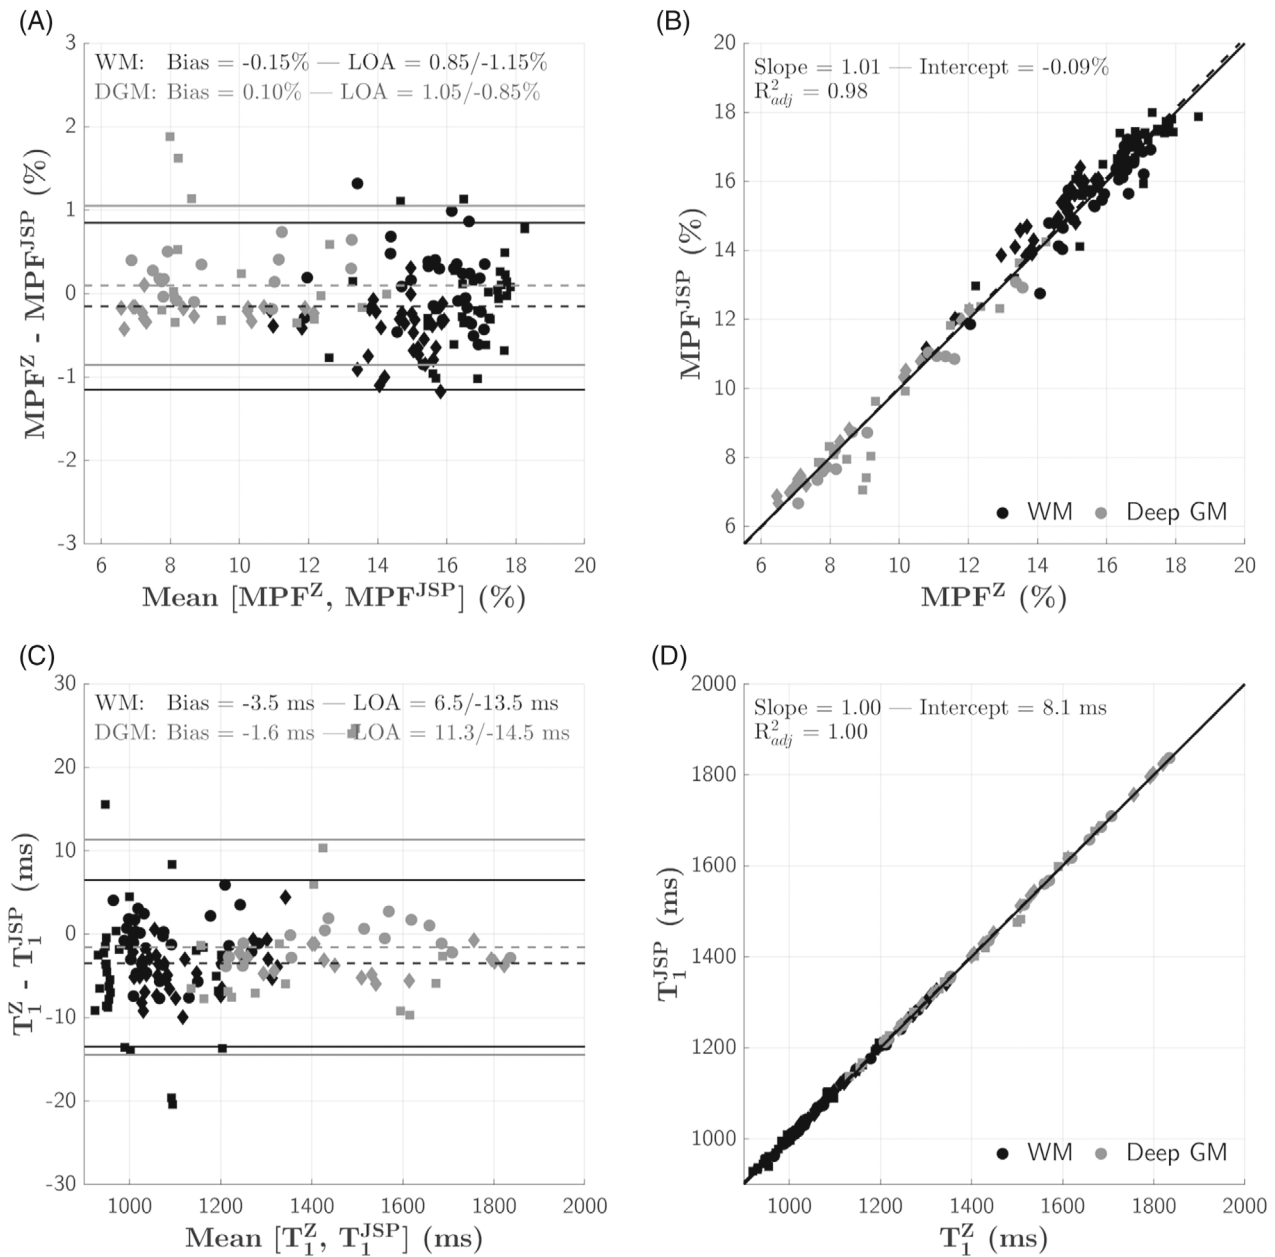 (A)
WM: Bias = -0.15% — LOA = 0.85/-1.15%
DGM: Bias = 0.10% — LOA = 1.05/-0.85%
3
2
1
0
-1
-2
-3
MPF^Z - MPF^JSP (%)
6 8 10 12 14 16 18 20
Mean [MPF^Z, MPF^JSP] (%)
(B)
Slope = 1.01 — Intercept = -0.09%
R²adj = 0.98
20
18
16
14
12
10
8
6
MPF^JSP (%)
WM Deep GM
6 8 10 12 14 16 18 20
MPF^Z (%)
(C)
WM: Bias = -3.5 ms — LOA = 6.5/-13.5 ms
DGM: Bias = -1.6 ms — LOA = 11.3/-14.5 ms
30
20
10
0
-10
-20
-30
T₁^Z - T₁^JSP (ms)
1000 1200 1400 1600 1800 2000
Mean [T₁^Z, T₁^JSP] (ms)
(D)
Slope = 1.00 — Intercept = 8.1 ms
R²adj = 1.00
2000
1800
1600
1400
1200
1000
T₁^JSP (ms)
WM Deep GM
1000 1200 1400 1600 1800 2000
T₁^Z (ms)